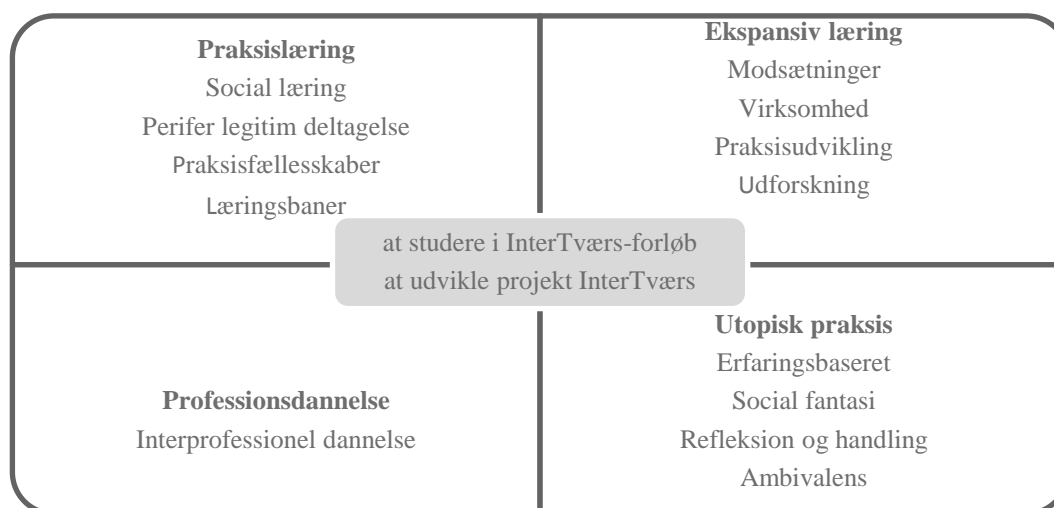 Praksislæring
Social læring
Perifer legitim deltagelse
Praksisfællesskaber
Læringsbaner
Ekspansiv læring
Modsætninger
Virksomhed
Praksisudvikling
Udforskning
at studere i InterTværs-forløb
at udvikle projekt InterTværs
Professionsdannelse
Interprofessionel dannelse
Utopisk praksis
Erfaringsbaseret
Social fantasi
Refleksion og handling
Ambivalens